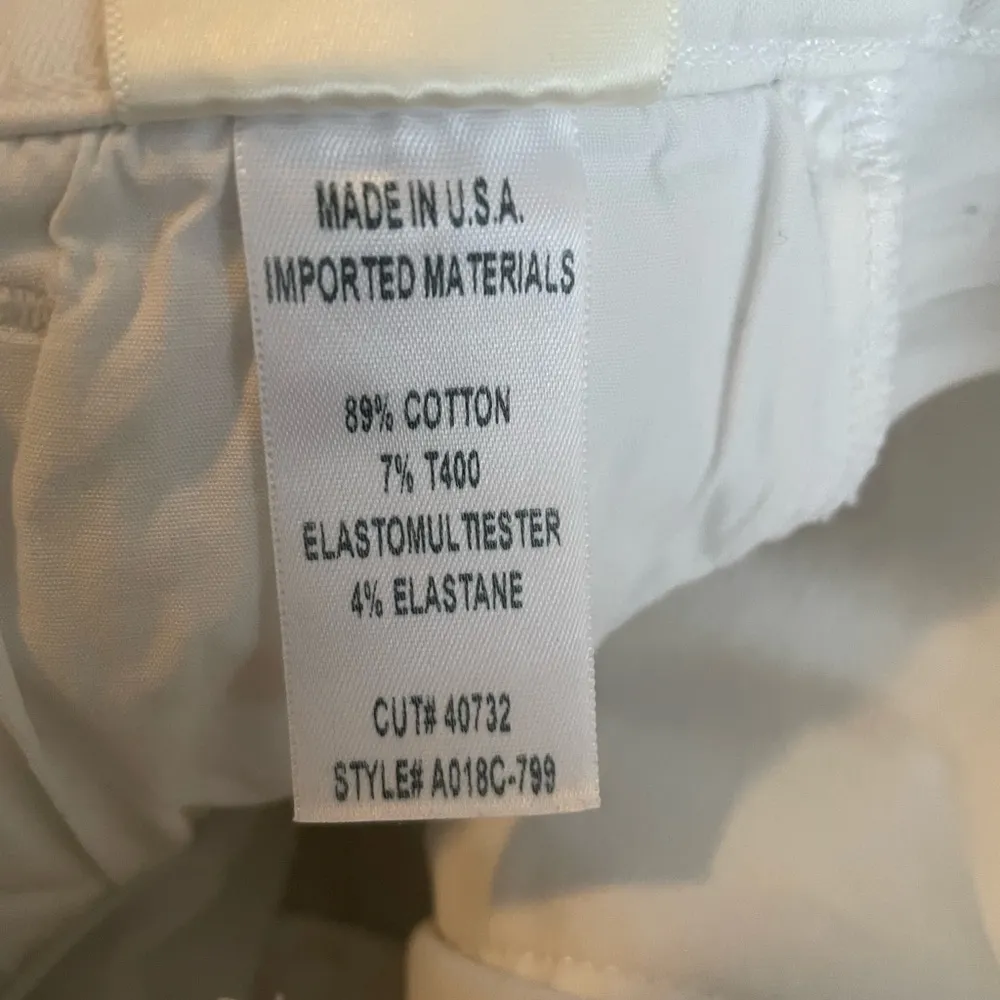 MADE IN U.S.A.
IMPORTED MATERIALS
89% COTTON
7% T400
ELASTOMULTIESTER
4% ELASTANE
CUT# 40732
STYLE# A018C-799